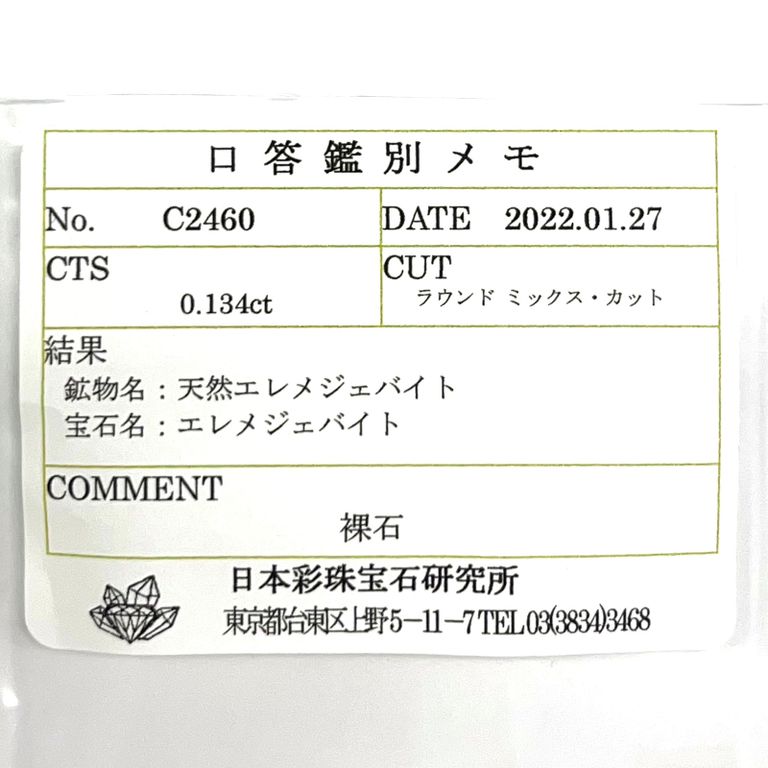 口答鑑別メモ
No. C2460 DATE 2022.01.27
CTS CUT
0.134ct ラウンド ミックス・カット
結果
鉱物名：天然エレメジェバイト
宝石名：エレメジェバイト
COMMENT
裸石
日本彩珠宝石研究所
東京都台東区上野5－11－7 TEL 03(3834)3468